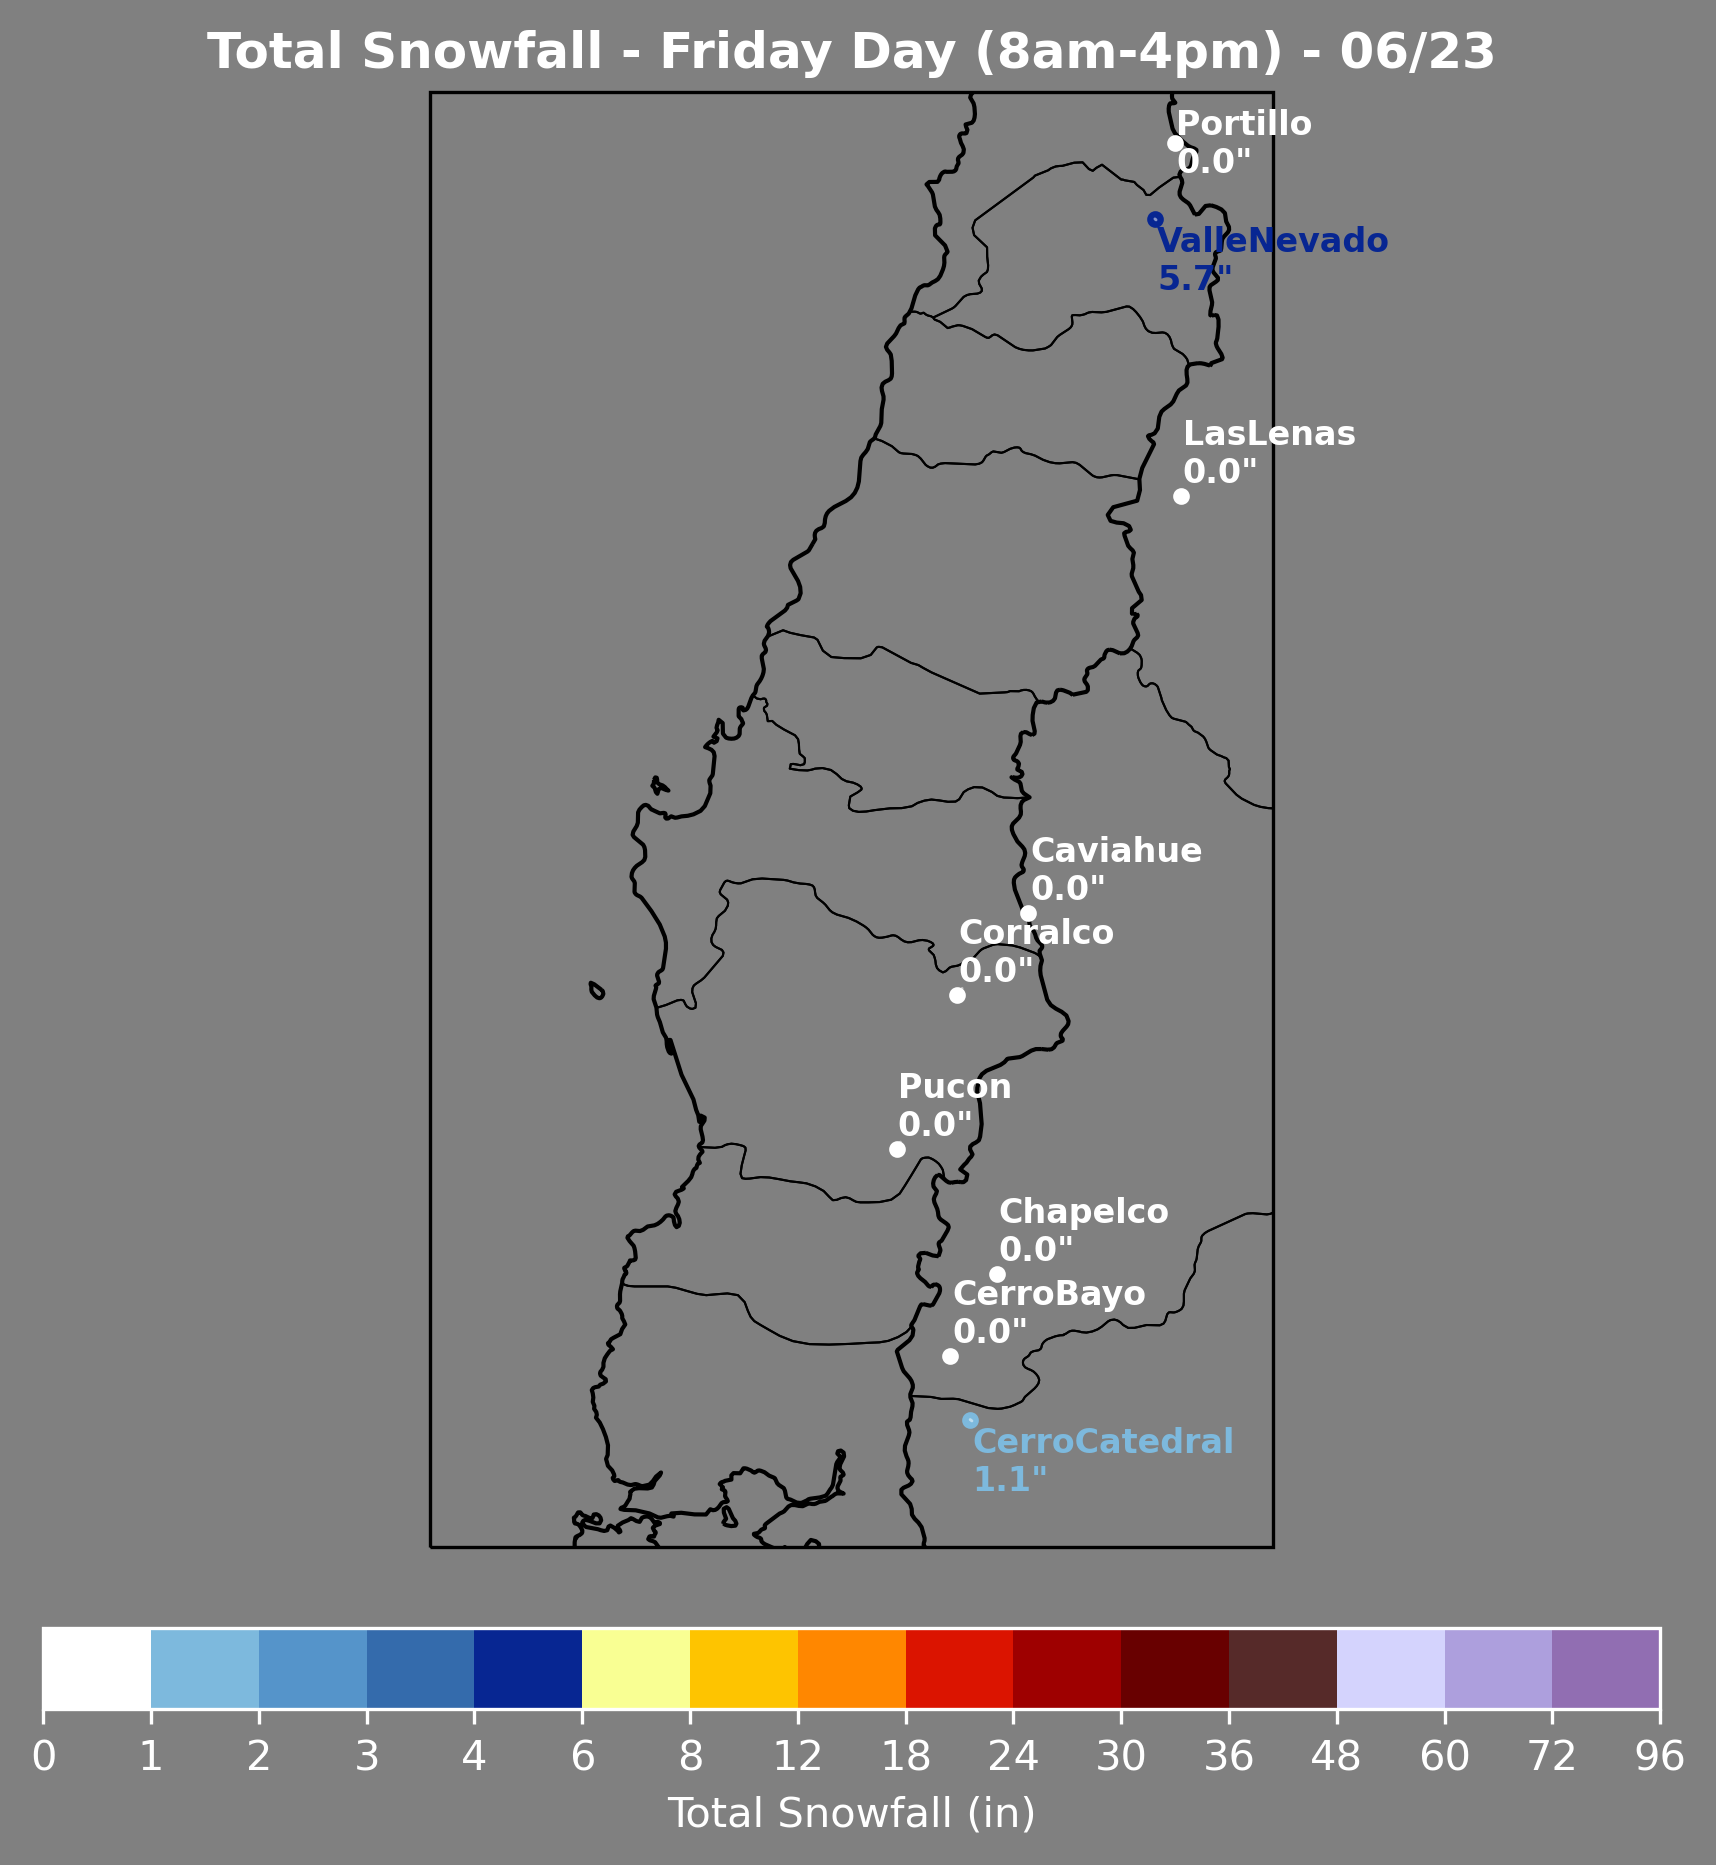 Total Snowfall - Friday Day (8am-4pm) - 06/23
Portillo
0.0"
ValleNevado
5.7"
LasLenas
0.0"
Caviahue
0.0"
Corralco
0.0"
Pucon
0.0"
Chapelco
0.0"
CerroBayo
0.0"
CerroCatedral
1.1"
0 1 2 3 4 6 8 12 18 24 30 36 48 60 72 96
Total Snowfall (in)